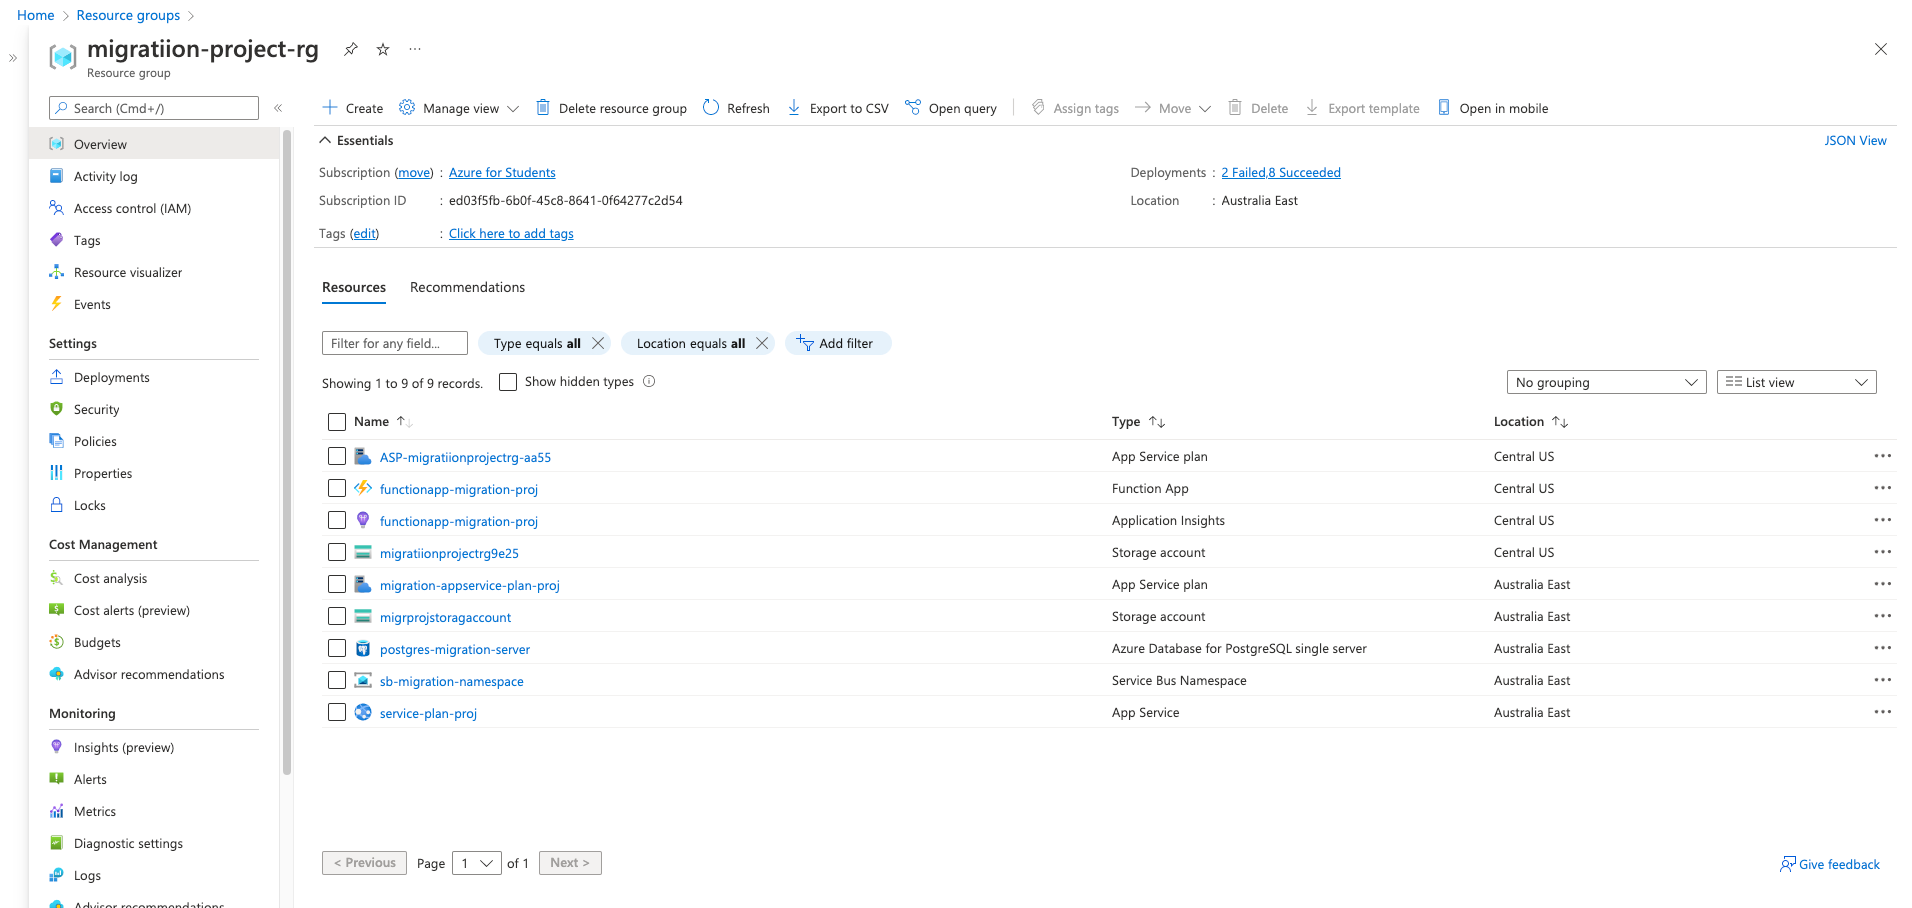 Home > Resource groups >
migratiion-project-rg
Resource group
Search (Cmd+/)
Overview
Activity log
Access control (IAM)
Tags
Resource visualizer
Events
Settings
Deployments
Security
Policies
Properties
Locks
Cost Management
Cost analysis
Cost alerts (preview)
Budgets
Advisor recommendations
Monitoring
Insights (preview)
Alerts
Metrics
Diagnostic settings
Logs
Advisor recommendations
Create Manage view Delete resource group Refresh Export to CSV Open query Assign tags Move Delete Export template Open in mobile
Essentials JSON View
Subscription (move) : Azure for Students Deployments : 2 Failed,8 Succeeded
Subscription ID : ed03f5fb-6b0f-45c8-8641-0f64277c2d54 Location : Australia East
Tags (edit) : Click here to add tags
Resources Recommendations
Filter for any field... Type equals all Location equals all Add filter
Showing 1 to 9 of 9 records. Show hidden types No grouping List view
Name Type Location
ASP-migratiionprojectrg-aa55 App Service plan Central US
functionapp-migration-proj Function App Central US
functionapp-migration-proj Application Insights Central US
migratiionprojectrg9e25 Storage account Central US
migration-appservice-plan-proj App Service plan Australia East
migrprojstoragaccount Storage account Australia East
postgres-migration-server Azure Database for PostgreSQL single server Australia East
sb-migration-namespace Service Bus Namespace Australia East
service-plan-proj App Service Australia East
< Previous Page 1 of 1 Next > Give feedback